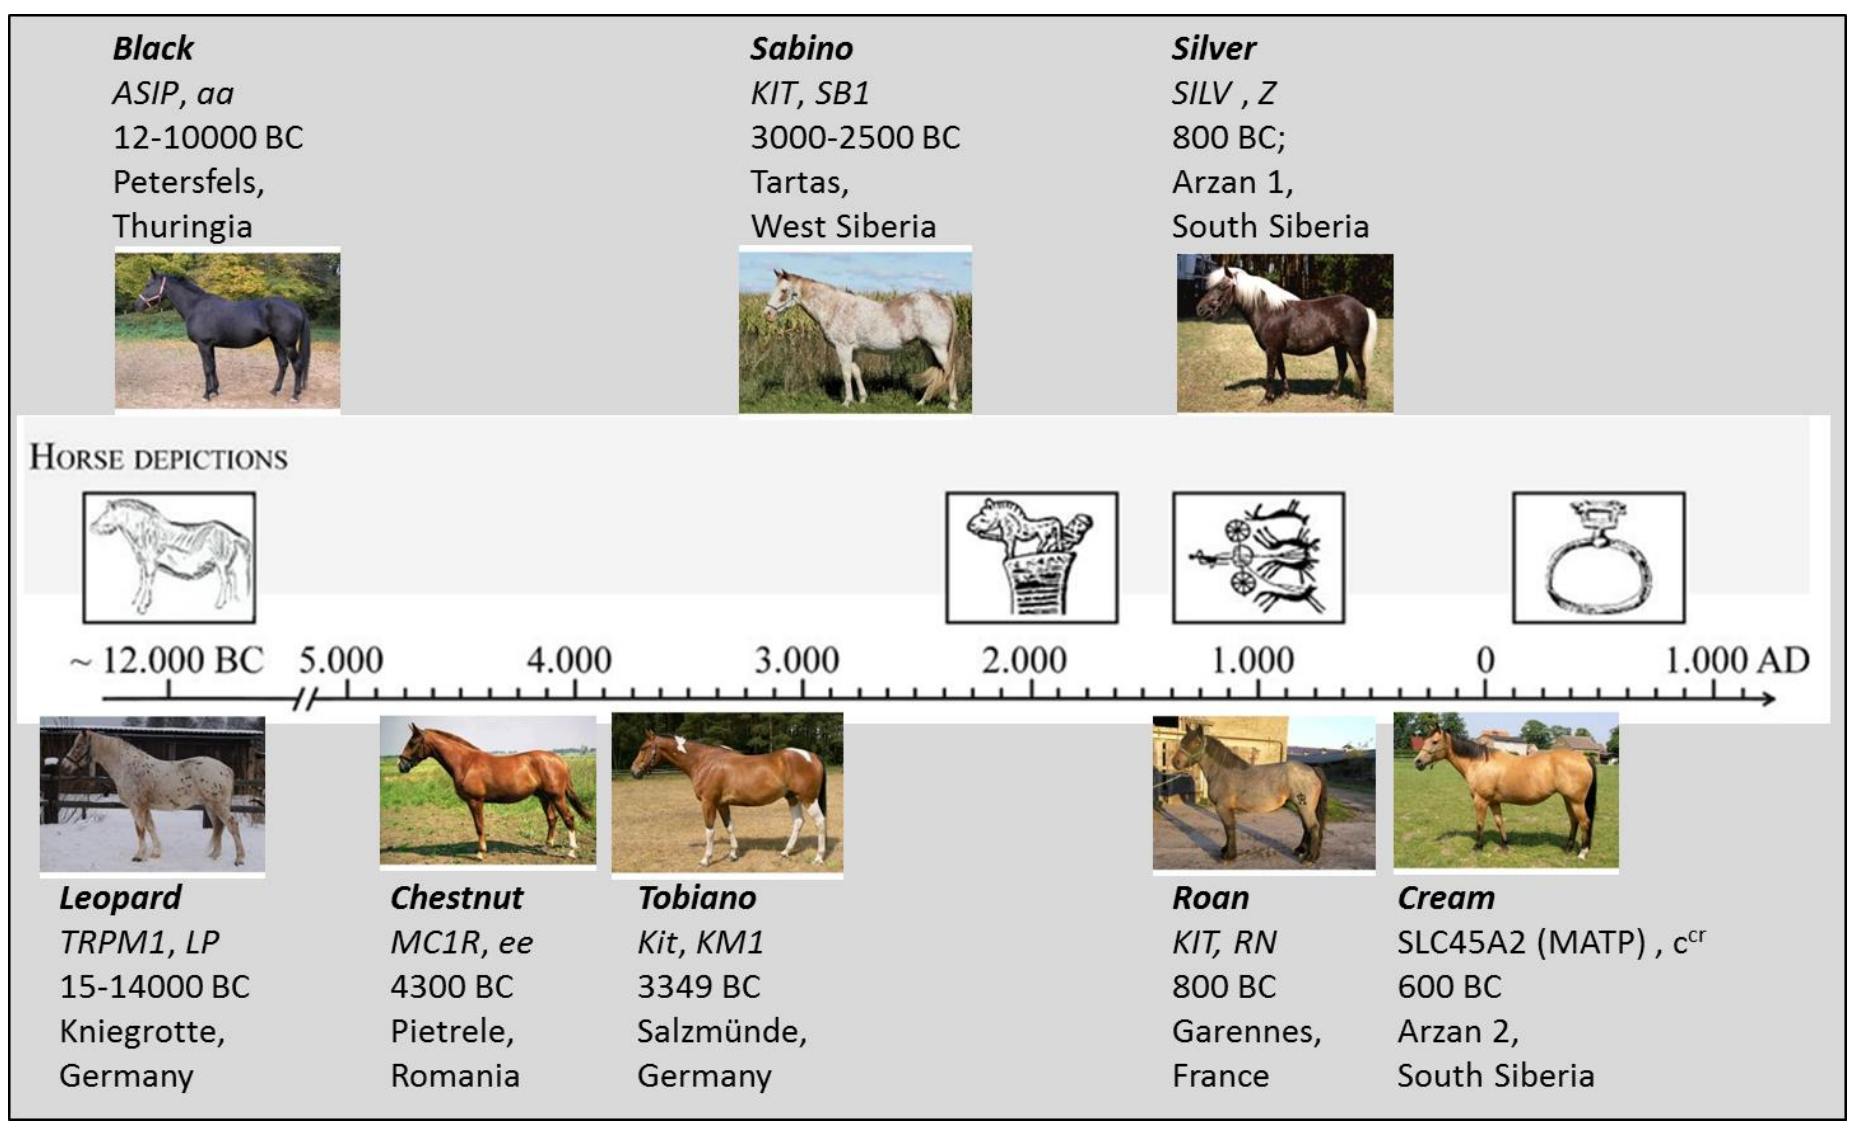 Black
ASIP, aa
12-10000 BC
Petersfels,
Thuringia
Sabino
KIT, SB1
3000-2500 BC
Tartas,
West Siberia
Silver
SILV , Z
800 BC;
Arzan 1,
South Siberia
HORSE DEPICTIONS
~ 12.000 BC 5.000 4.000 3.000 2.000 1.000 0 1.000 AD
Leopard
TRPM1, LP
15-14000 BC
Kniegrotte,
Germany
Chestnut
MC1R, ee
4300 BC
Pietrele,
Romania
Tobiano
Kit, KM1
3349 BC
Salzmünde,
Germany
Roan
KIT, RN
800 BC
Garennes,
France
Cream
SLC45A2 (MATP) , cᶜʳ
600 BC
Arzan 2,
South Siberia